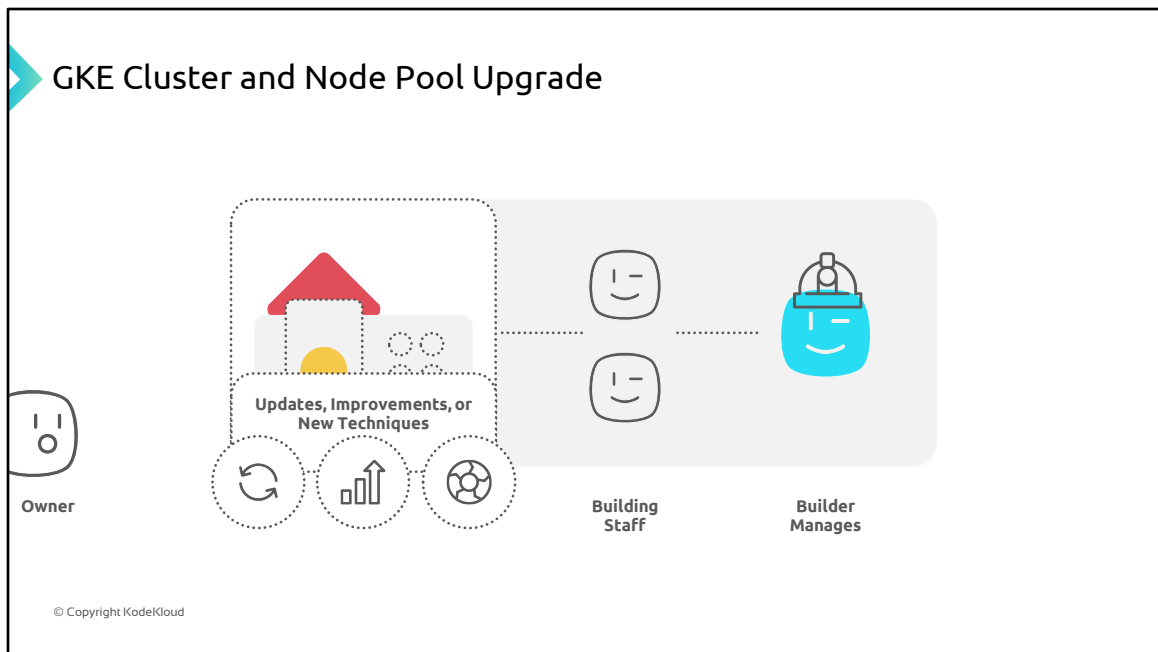 GKE Cluster and Node Pool Upgrade
Updates, Improvements, or
New Techniques
Owner
Building
Staff
Builder
Manages
© Copyright KodeKloud